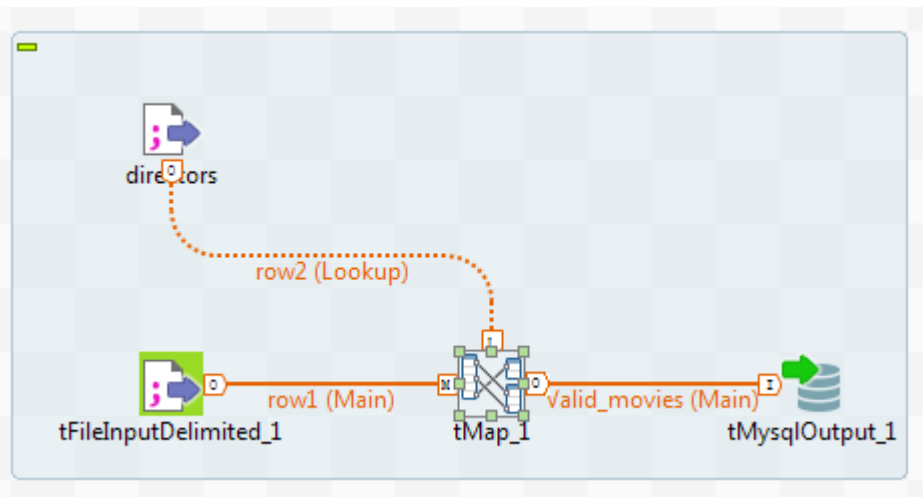 ;
directors
O
row2 (Lookup)
L
;
O
row1 (Main)
M
O
Valid_movies (Main)
I
tFileInputDelimited_1
tMap_1
tMysqlOutput_1